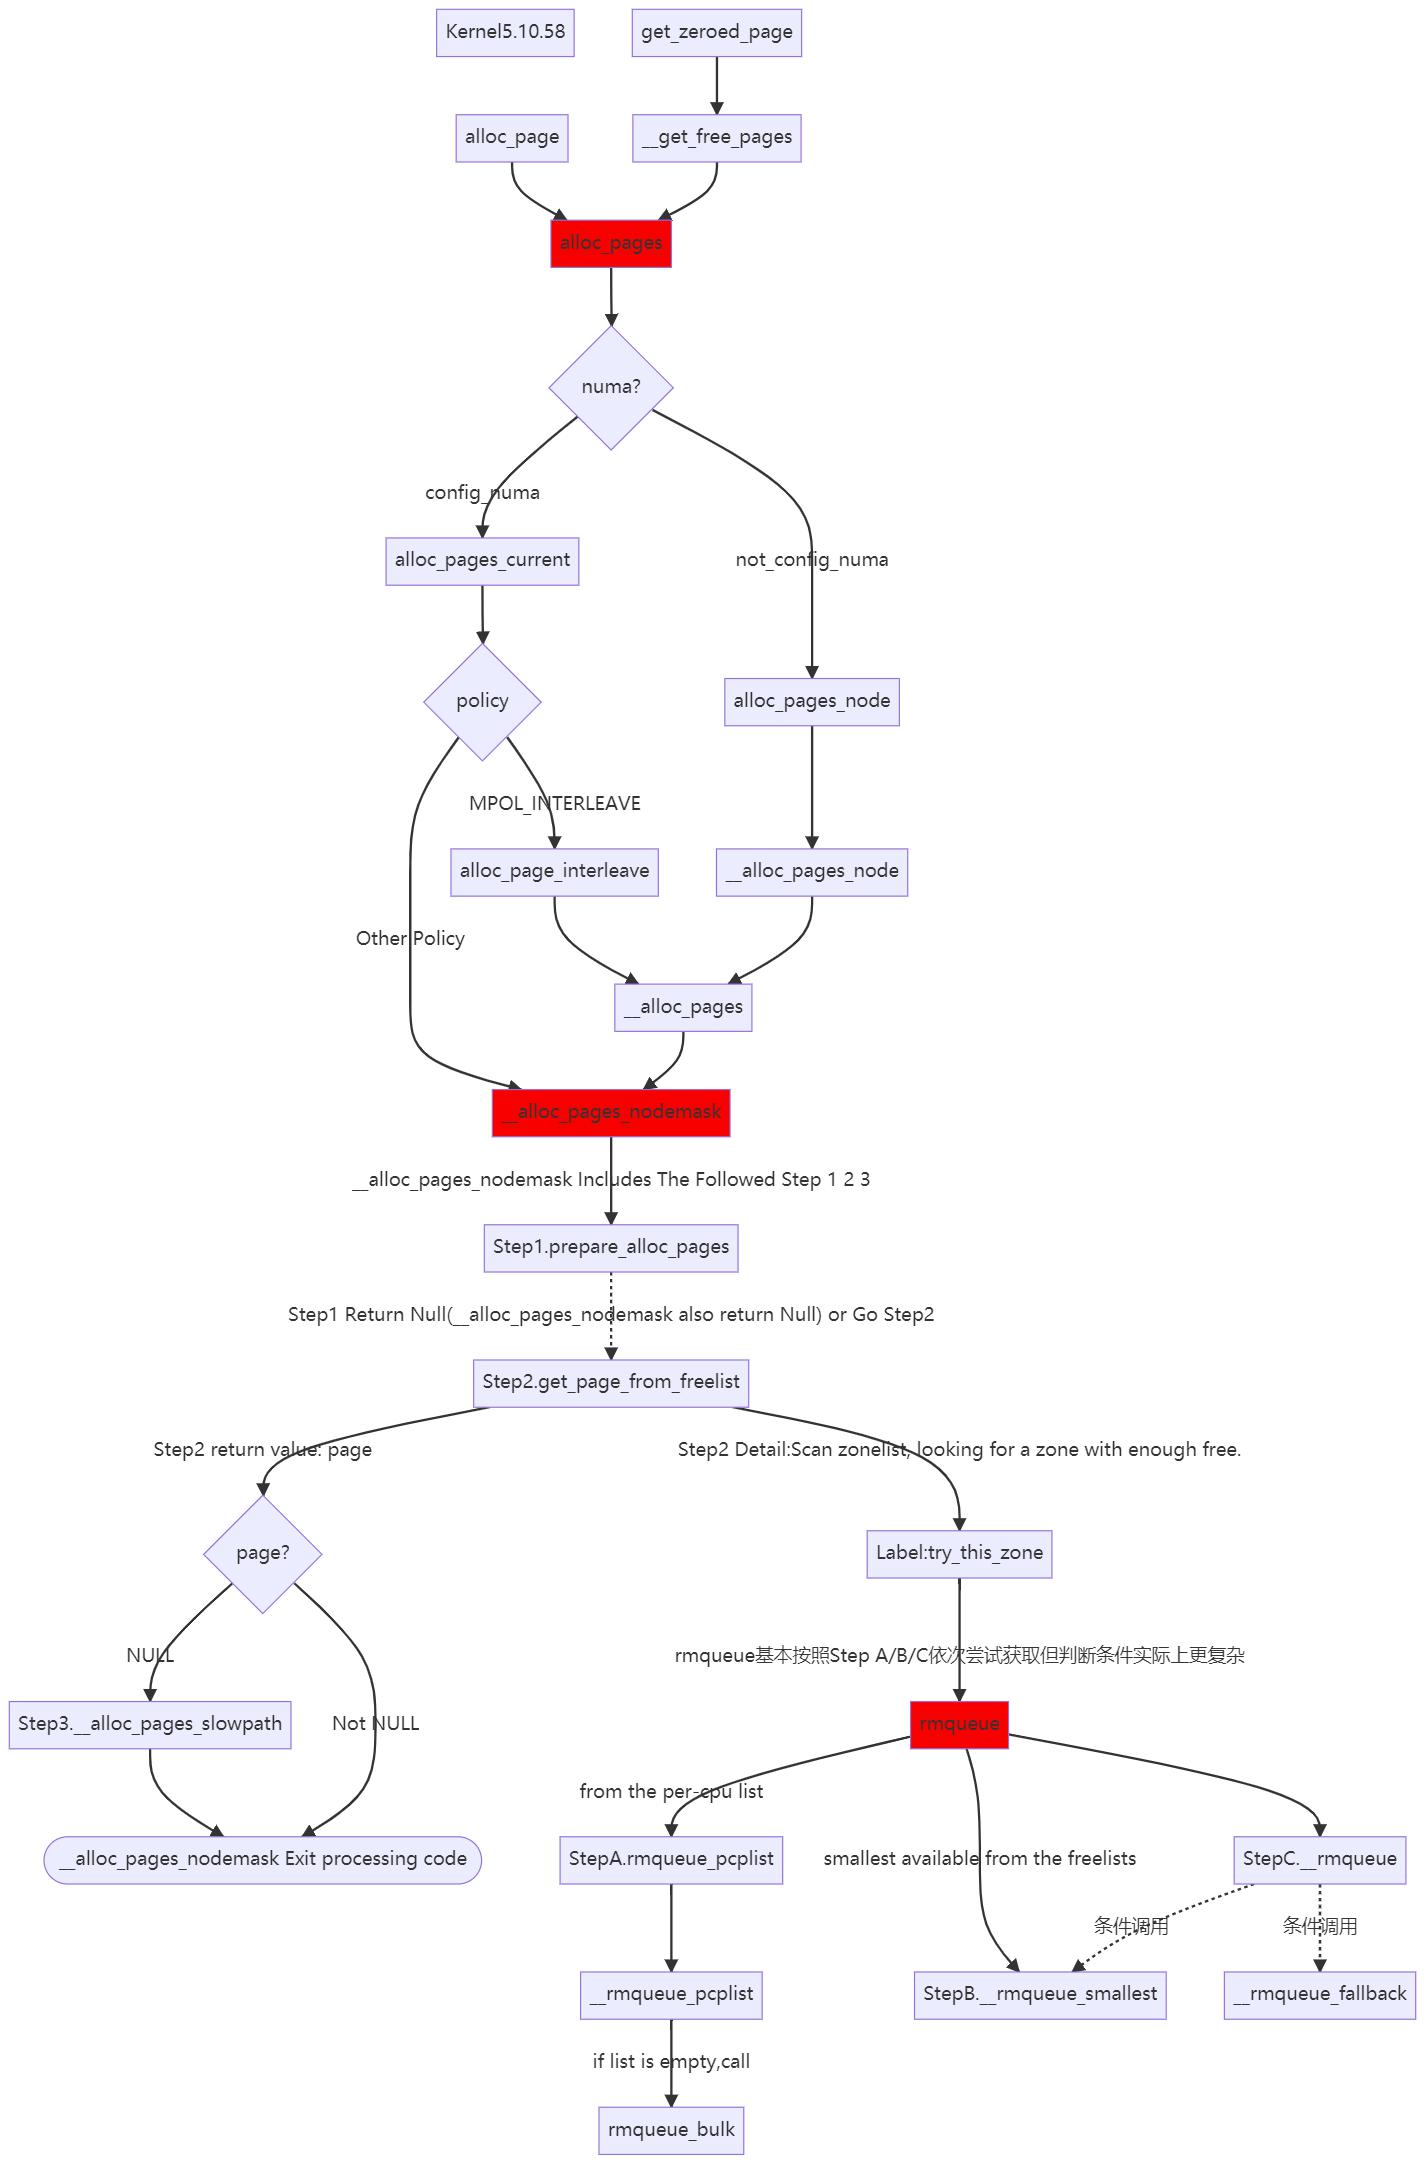 Kernel5.10.58
get_zeroed_page
alloc_page
__get_free_pages
alloc_pages
numa?
config_numa
not_config_numa
alloc_pages_current
policy
alloc_pages_node
MPOL_INTERLEAVE
alloc_page_interleave
__alloc_pages_node
Other Policy
__alloc_pages
__alloc_pages_nodemask
__alloc_pages_nodemask Includes The Followed Step 1 2 3
Step1.prepare_alloc_pages
Step1 Return Null(__alloc_pages_nodemask also return Null) or Go Step2
Step2.get_page_from_freelist
Step2 return value: page
Step2 Detail:Scan zonelist, looking for a zone with enough free.
page?
Label:try_this_zone
NULL
rmqueue基本按照Step A/B/C依次尝试获取但判断条件实际上更复杂
Step3.__alloc_pages_slowpath
Not NULL
rmqueue
from the per-cpu list
__alloc_pages_nodemask Exit processing code
StepA.rmqueue_pcplist
smallest available from the freelists
StepC.__rmqueue
条件调用
条件调用
__rmqueue_pcplist
StepB.__rmqueue_smallest
__rmqueue_fallback
if list is empty,call
rmqueue_bulk